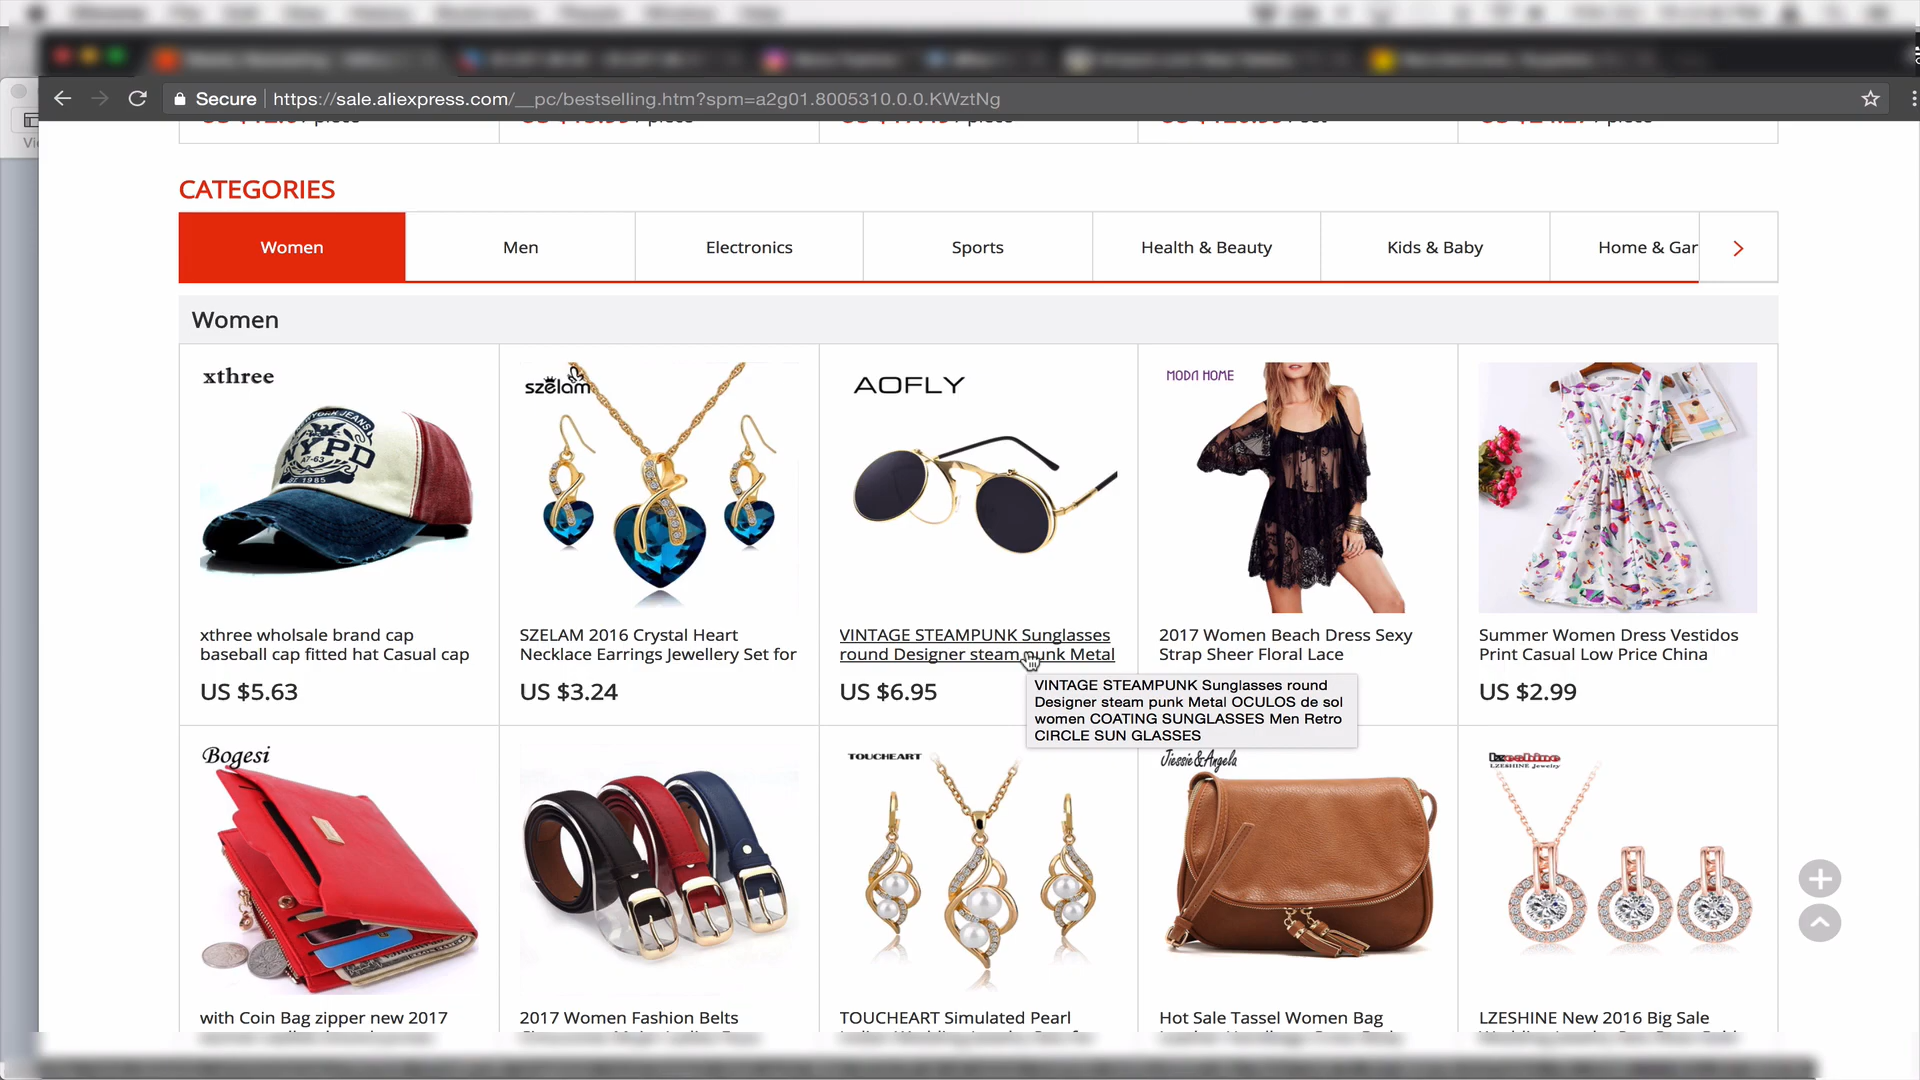 Secure
https://sale.aliexpress.com/__pc/bestselling.htm?spm=a2g01.8005310.0.0.KWztNg
CATEGORIES
Women
Men
Electronics
Sports
Health & Beauty
Kids & Baby
Home & Gar
Women
xthree
NYPD
szelam
AOFLY
MODA HOME
xthree wholsale brand cap
baseball cap fitted hat Casual cap
US $5.63
SZELAM 2016 Crystal Heart
Necklace Earrings Jewellery Set for
US $3.24
VINTAGE STEAMPUNK Sunglasses
round Designer steam punk Metal
US $6.95
2017 Women Beach Dress Sexy
Strap Sheer Floral Lace
Summer Women Dress Vestidos
Print Casual Low Price China
US $2.99
VINTAGE STEAMPUNK Sunglasses round
Designer steam punk Metal OCULOS de sol
women COATING SUNGLASSES Men Retro
CIRCLE SUN GLASSES
Bogesi
TOUCHEART
Jiessie & Angela
lzeshine
LZESHINE Jewelry
with Coin Bag zipper new 2017
2017 Women Fashion Belts
TOUCHEART Simulated Pearl
Hot Sale Tassel Women Bag
LZESHINE New 2016 Big Sale